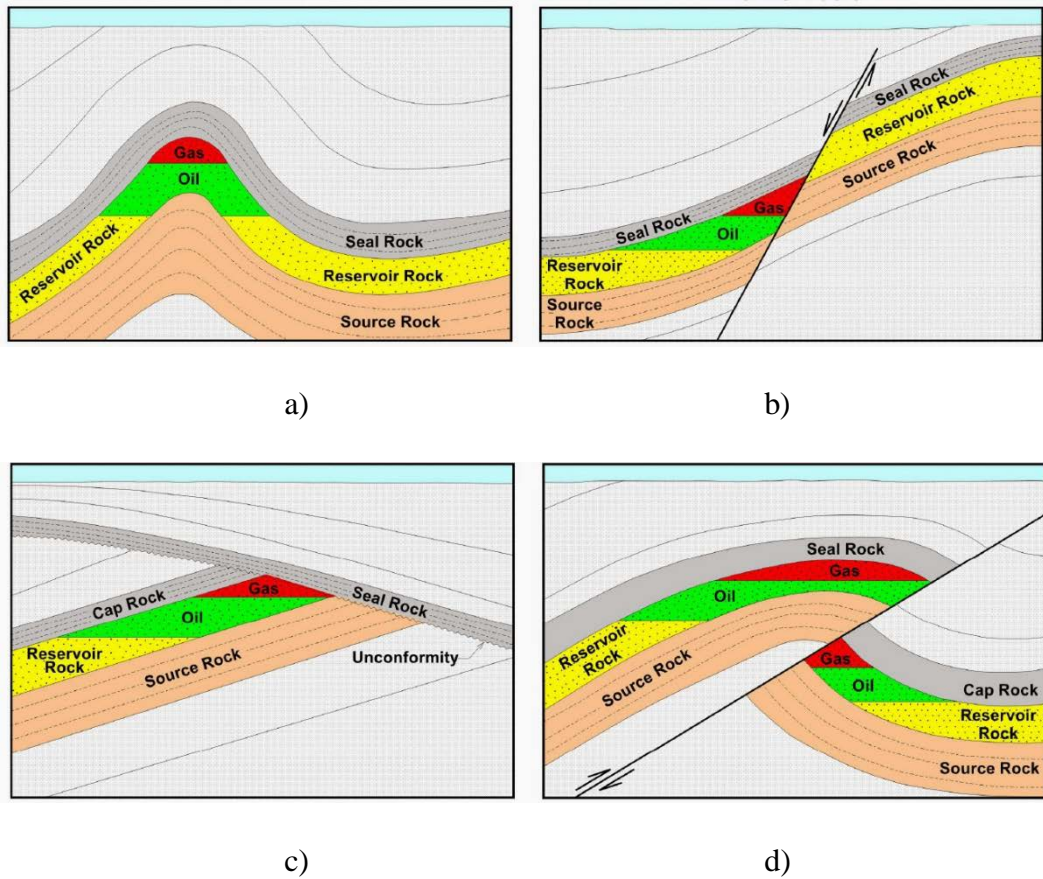 Gas
Oil
Seal Rock
Reservoir Rock
Reservoir Rock
Source Rock
a)
Seal Rock
Reservoir Rock
Source Rock
Gas
Seal Rock
Oil
Reservoir
Rock
Source
Rock
b)
Cap Rock
Gas
Oil
Seal Rock
Reservoir
Rock
Source Rock
Unconformity
c)
Seal Rock
Gas
Oil
Reservoir
Rock
Source Rock
Gas
Oil
Cap Rock
Reservoir
Rock
Source Rock
d)